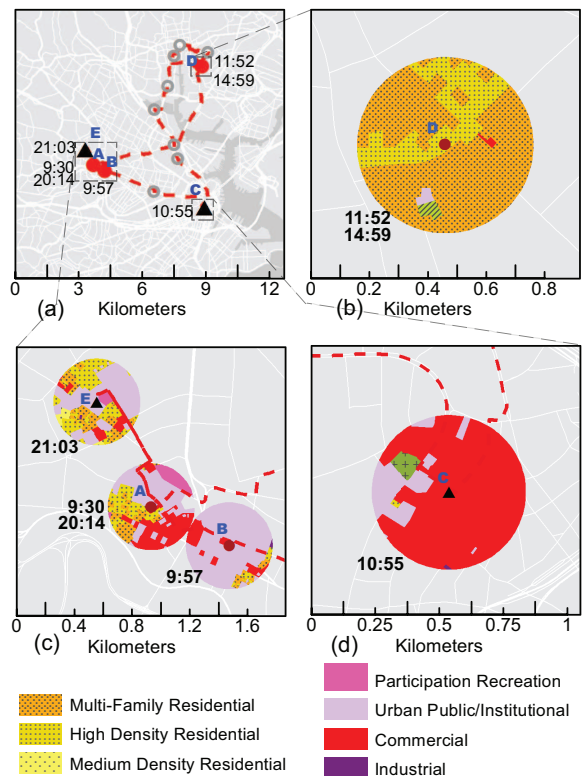 D
11:52
14:59
E
21:03
A
B
9:30
20:14
9:57
C
10:55
0 3 6 9 12
(a) Kilometers
D
11:52
14:59
0 0.2 0.4 0.6 0.8
(b) Kilometers
E
21:03
A
9:30
20:14
B
9:57
0 0.4 0.8 1.2 1.6
(c) Kilometers
C
10:55
0 0.25 0.5 0.75 1
(d) Kilometers
Multi-Family Residential
High Density Residential
Medium Density Residential
Participation Recreation
Urban Public/Institutional
Commercial
Industrial